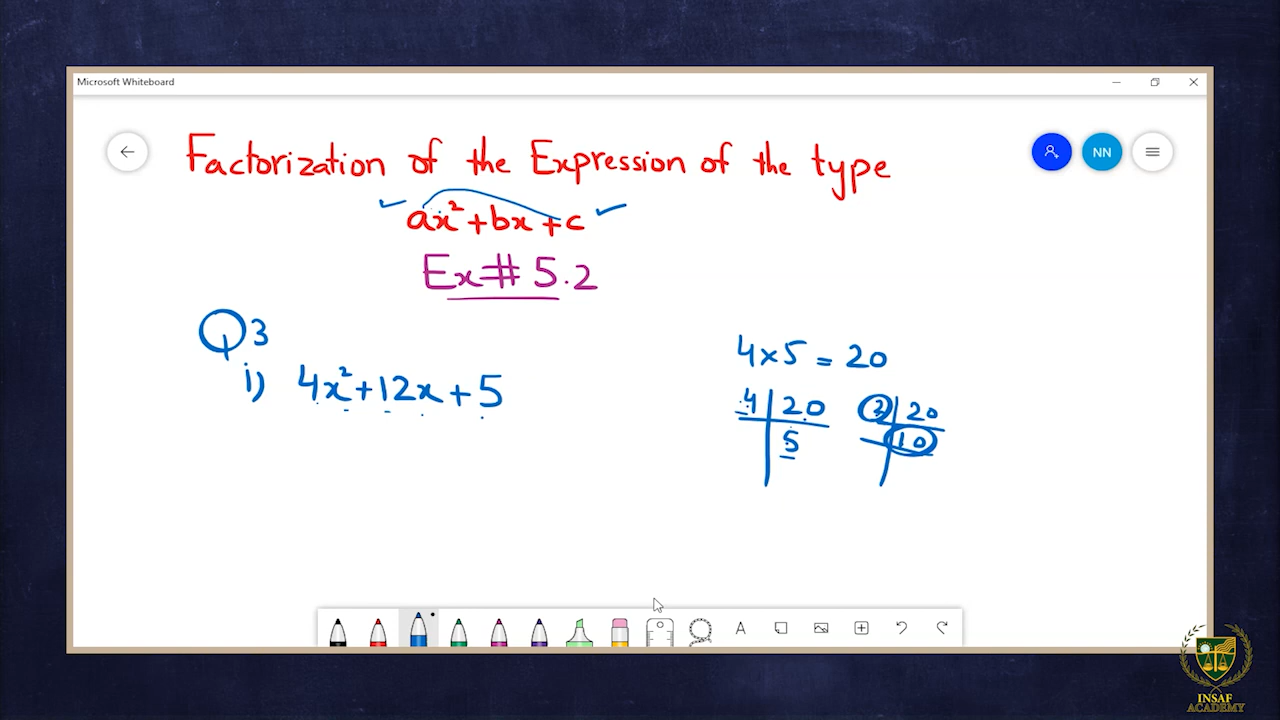 Microsoft Whiteboard
NN
Factorization of the Expression of the type
ax²+bx+c
Ex# 5.2
Q3
i) 4x²+12x+5
4×5=20
4 20
5
2 20
10
A
INSAF
ACADEMY